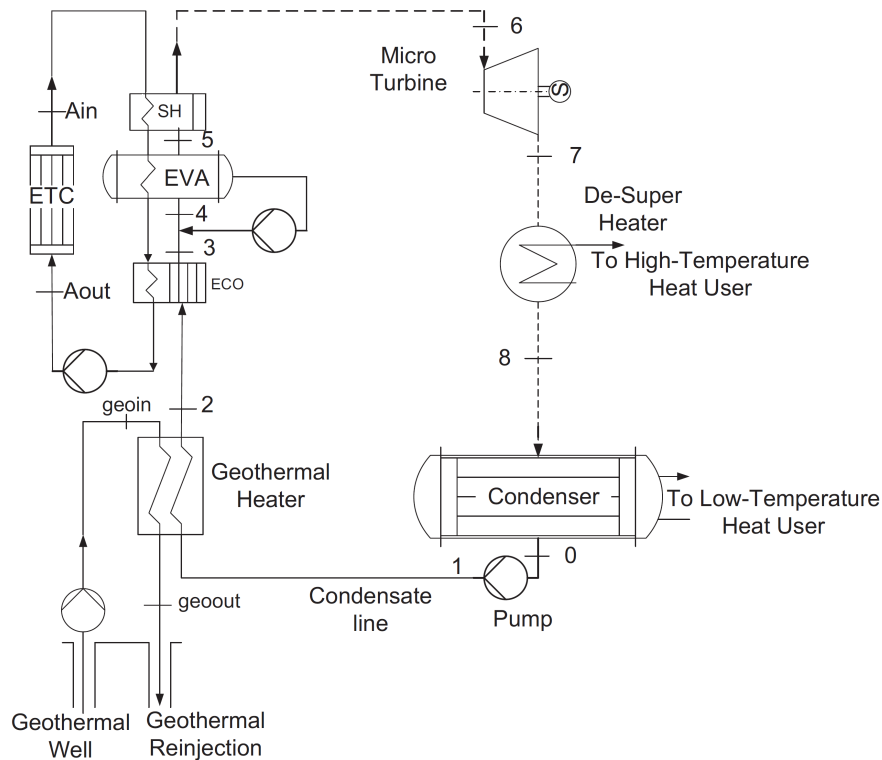 6
Micro
Turbine
S
Ain
SH
5
7
EVA
ETC
4
De-Super
Heater
3
To High-Temperature
Heat User
ECO
Aout
8
geoin
2
Geothermal
Heater
Condenser
To Low-Temperature
Heat User
1
0
geoout
Condensate
line
Pump
Geothermal
Well
Geothermal
Reinjection